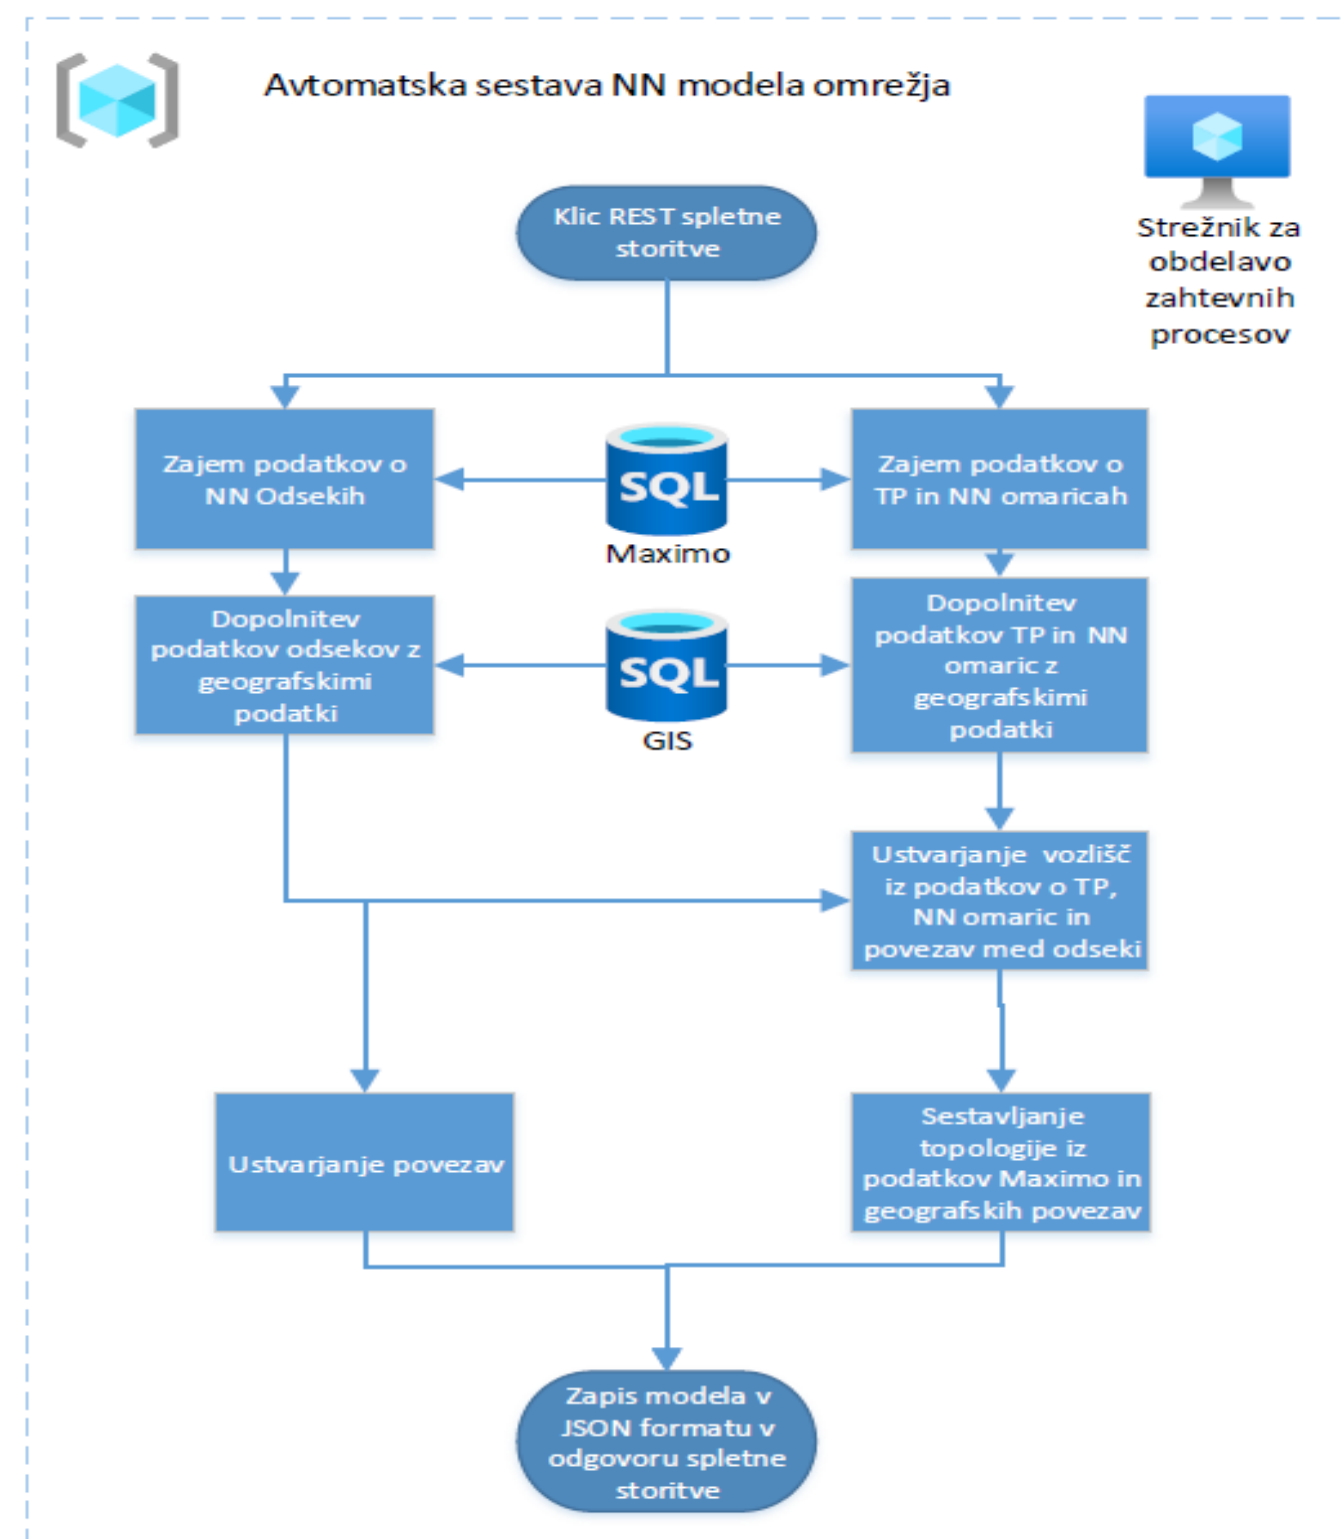 Avtomatska sestava NN modela omrežja
Strežnik za
obdelavo
zahtevnih
procesov
Klic REST spletne
storitve
Zajem podatkov o
NN Odsekih
SQL
Maximo
Zajem podatkov o
TP in NN omaricah
Dopolnitev
podatkov odsekov z
geografskimi
podatki
SQL
GIS
Dopolnitev
podatkov TP in NN
omaric z
geografskimi
podatki
Ustvarjanje vozlišč
iz podatkov o TP,
NN omaric in
povezav med odseki
Ustvarjanje povezav
Sestavljanje
topologije iz
podatkov Maximo in
geografskih povezav
Zapis modela v
JSON formatu v
odgovoru spletne
storitve